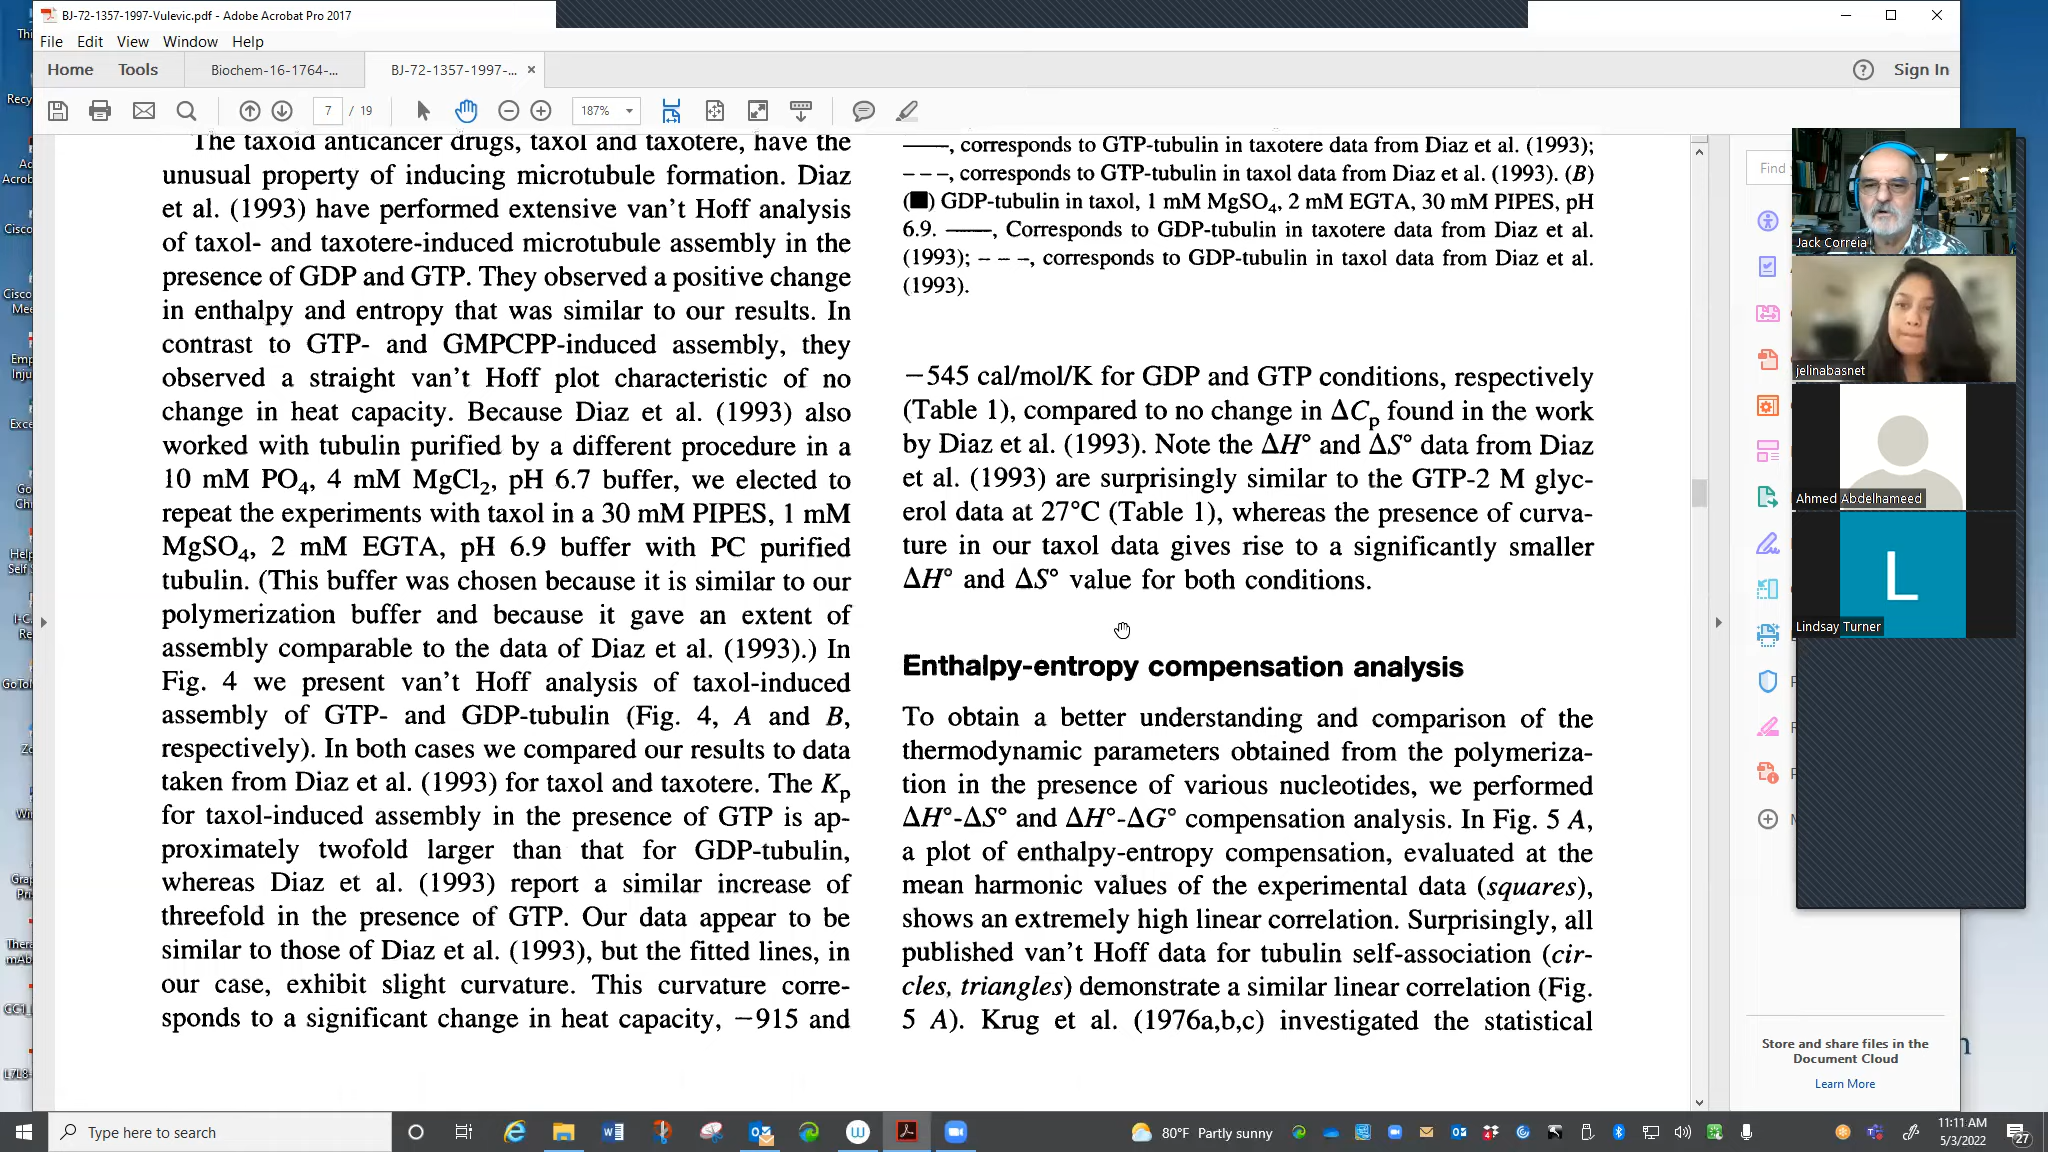 BJ-72-1357-1997-Vulevic.pdf - Adobe Acrobat Pro 2017
File Edit View Window Help
Home Tools Biochem-16-1764-... BJ-72-1357-1997-... × Sign In
7 / 19 187%
The taxoid anticancer drugs, taxol and taxotere, have the
unusual property of inducing microtubule formation. Diaz
et al. (1993) have performed extensive van't Hoff analysis
of taxol- and taxotere-induced microtubule assembly in the
presence of GDP and GTP. They observed a positive change
in enthalpy and entropy that was similar to our results. In
contrast to GTP- and GMPCPP-induced assembly, they
observed a straight van't Hoff plot characteristic of no
change in heat capacity. Because Diaz et al. (1993) also
worked with tubulin purified by a different procedure in a
10 mM PO₄, 4 mM MgCl₂, pH 6.7 buffer, we elected to
repeat the experiments with taxol in a 30 mM PIPES, 1 mM
MgSO₄, 2 mM EGTA, pH 6.9 buffer with PC purified
tubulin. (This buffer was chosen because it is similar to our
polymerization buffer and because it gave an extent of
assembly comparable to the data of Diaz et al. (1993).) In
Fig. 4 we present van't Hoff analysis of taxol-induced
assembly of GTP- and GDP-tubulin (Fig. 4, A and B,
respectively). In both cases we compared our results to data
taken from Diaz et al. (1993) for taxol and taxotere. The Kp
for taxol-induced assembly in the presence of GTP is ap-
proximately twofold larger than that for GDP-tubulin,
whereas Diaz et al. (1993) report a similar increase of
threefold in the presence of GTP. Our data appear to be
similar to those of Diaz et al. (1993), but the fitted lines, in
our case, exhibit slight curvature. This curvature corre-
sponds to a significant change in heat capacity, −915 and
——, corresponds to GTP-tubulin in taxotere data from Diaz et al. (1993);
– – –, corresponds to GTP-tubulin in taxol data from Diaz et al. (1993). (B)
(■) GDP-tubulin in taxol, 1 mM MgSO₄, 2 mM EGTA, 30 mM PIPES, pH
6.9. ——, Corresponds to GDP-tubulin in taxotere data from Diaz et al.
(1993); – – –, corresponds to GDP-tubulin in taxol data from Diaz et al.
(1993).
−545 cal/mol/K for GDP and GTP conditions, respectively
(Table 1), compared to no change in ΔCp found in the work
by Diaz et al. (1993). Note the ΔH° and ΔS° data from Diaz
et al. (1993) are surprisingly similar to the GTP-2 M glyc-
erol data at 27°C (Table 1), whereas the presence of curva-
ture in our taxol data gives rise to a significantly smaller
ΔH° and ΔS° value for both conditions.
Enthalpy-entropy compensation analysis
To obtain a better understanding and comparison of the
thermodynamic parameters obtained from the polymeriza-
tion in the presence of various nucleotides, we performed
ΔH°-ΔS° and ΔH°-ΔG° compensation analysis. In Fig. 5 A,
a plot of enthalpy-entropy compensation, evaluated at the
mean harmonic values of the experimental data (squares),
shows an extremely high linear correlation. Surprisingly, all
published van't Hoff data for tubulin self-association (cir-
cles, triangles) demonstrate a similar linear correlation (Fig.
5 A). Krug et al. (1976a,b,c) investigated the statistical
Find
Store and share files in the
Document Cloud
Learn More
Jack Correia
jelinabasnet
Ahmed Abdelhameed
L
Lindsay Turner
Type here to search
80°F Partly sunny
11:11 AM
5/3/2022
27